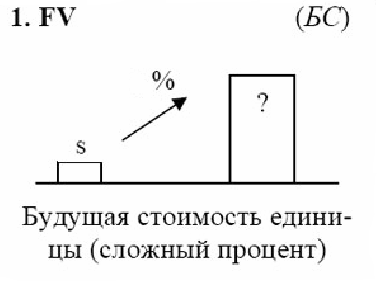 1. FV (БС)
%
?
s
Будущая стоимость едини-
цы (сложный процент)